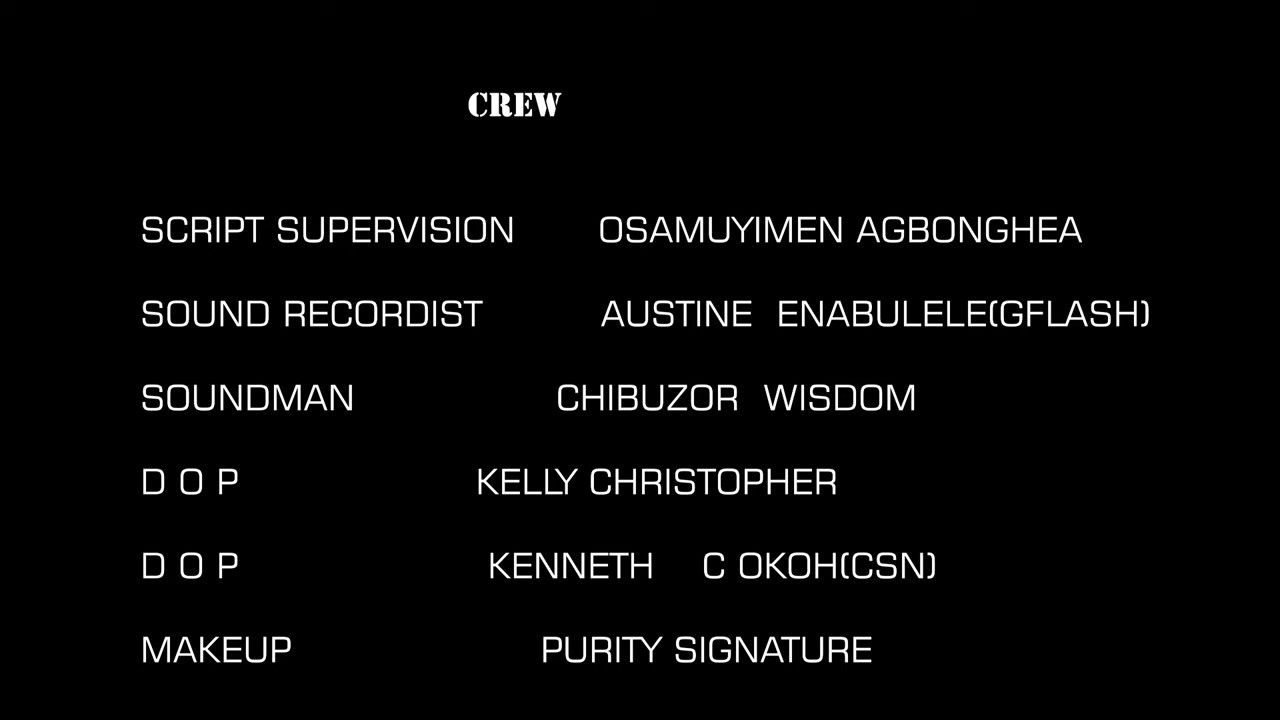 CREW
SCRIPT SUPERVISION OSAMUYIMEN AGBONGHEA
SOUND RECORDIST AUSTINE ENABULELE(GFLASH)
SOUNDMAN CHIBUZOR WISDOM
D O P KELLY CHRISTOPHER
D O P KENNETH C OKOH(CSN)
MAKEUP PURITY SIGNATURE